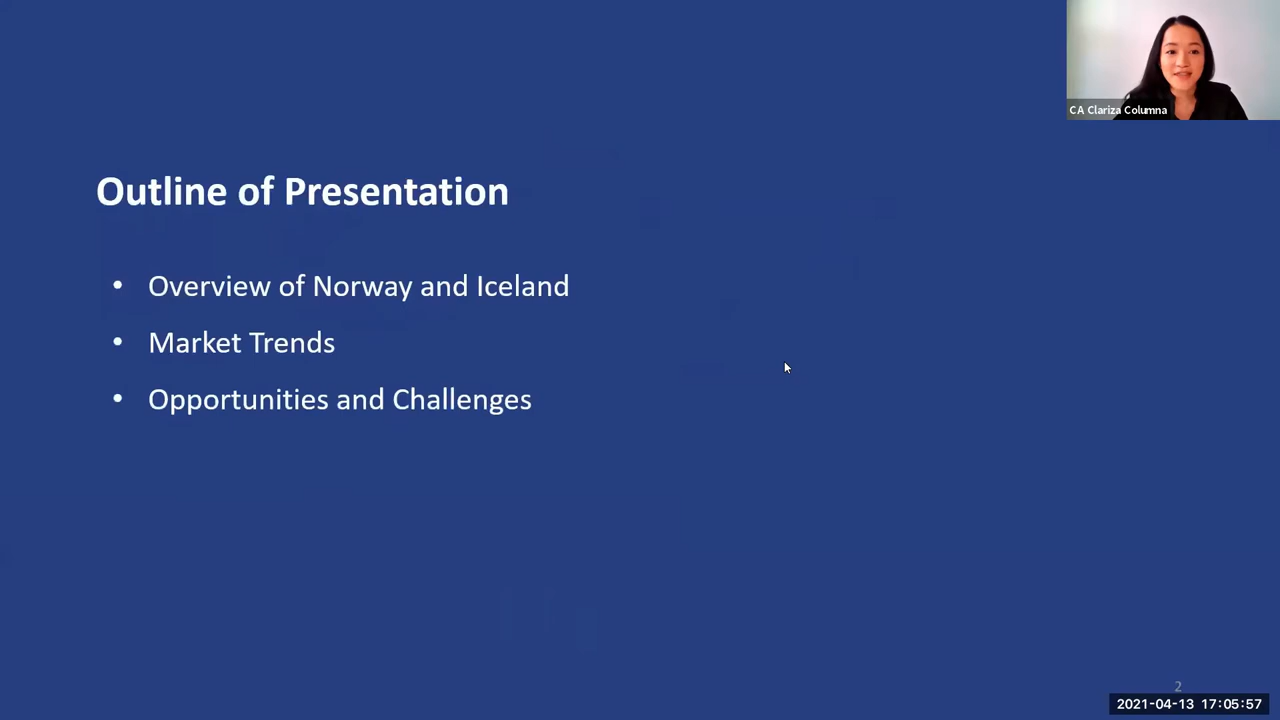 CA Clariza Columna
Outline of Presentation
• Overview of Norway and Iceland
• Market Trends
• Opportunities and Challenges
2
2021-04-13 17:05:57